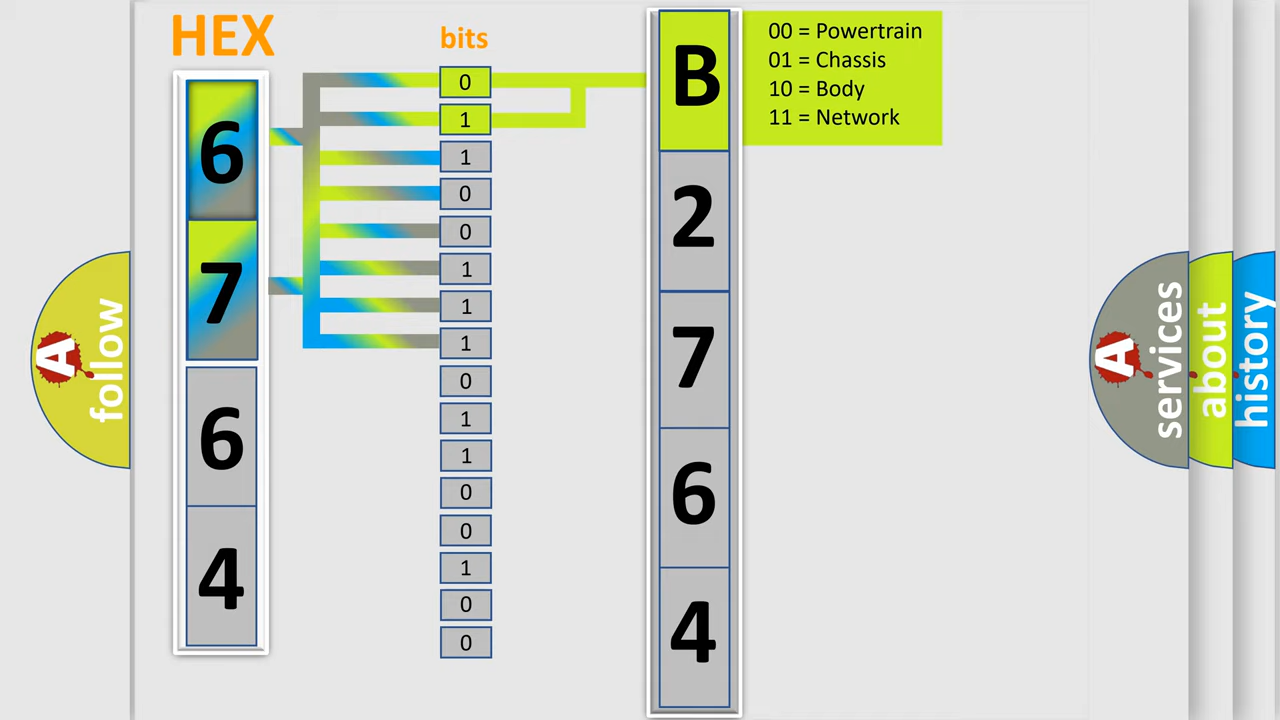 HEX
bits
6
7
6
4
0
1
1
0
0
1
1
1
0
1
1
0
0
1
0
0
B
2
7
6
4
00 = Powertrain
01 = Chassis
10 = Body
11 = Network
A
follow
A
services
about
history